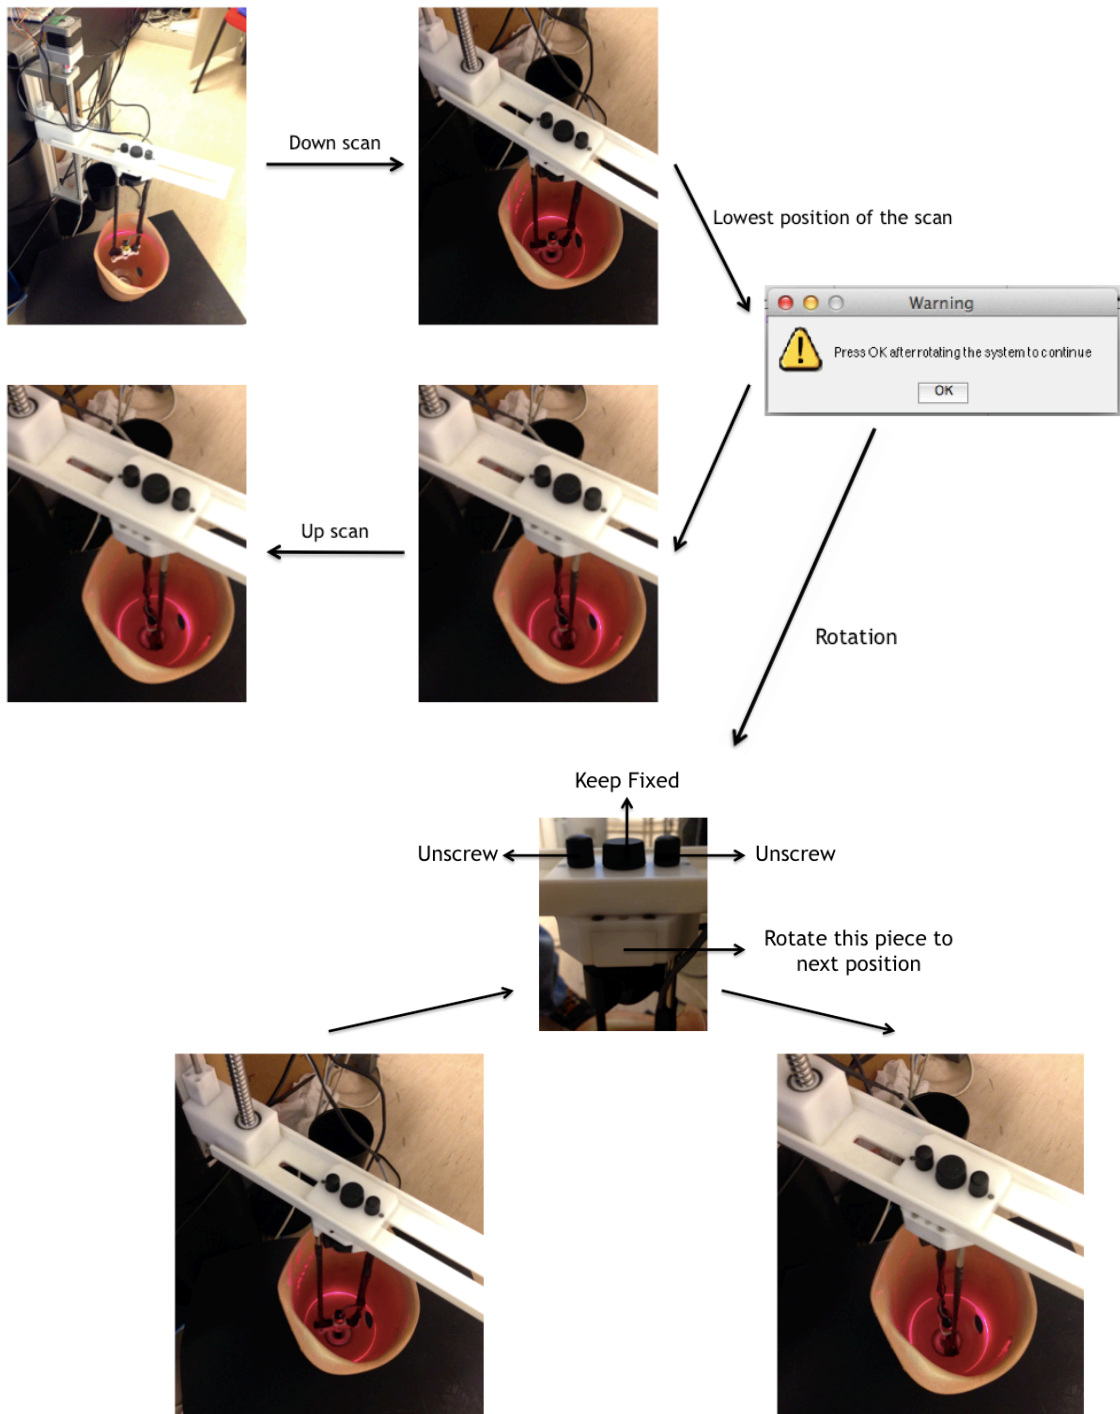 Down scan
Lowest position of the scan
Warning
Press OK after rotating the system to continue
OK
Up scan
Rotation
Keep Fixed
Unscrew
Unscrew
Rotate this piece to
next position